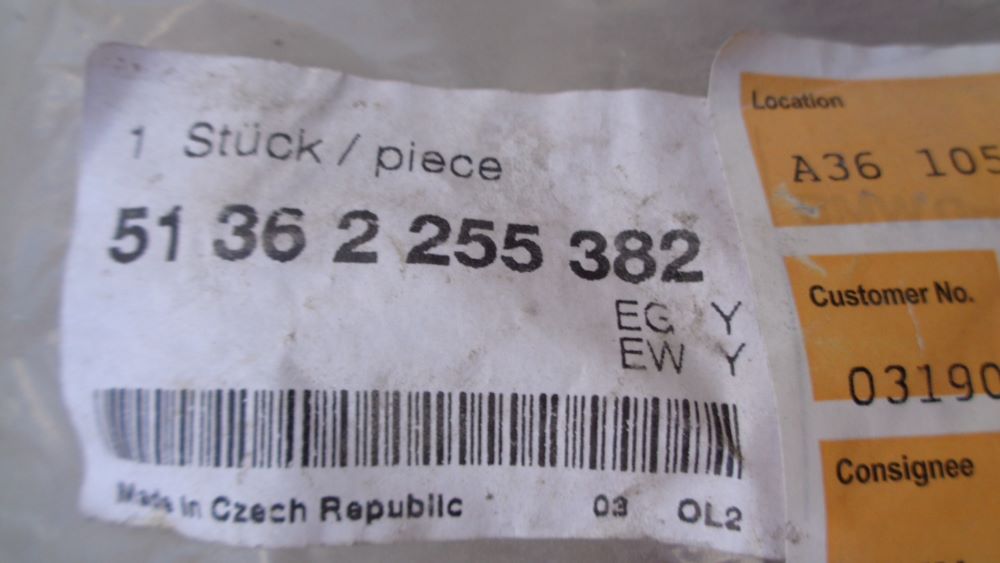 1 Stück / piece
51 36 2 255 382
EG Y
EW Y
Made in Czech Republic
03 OL2
Location
A36 105
Customer No.
03190
Consignee